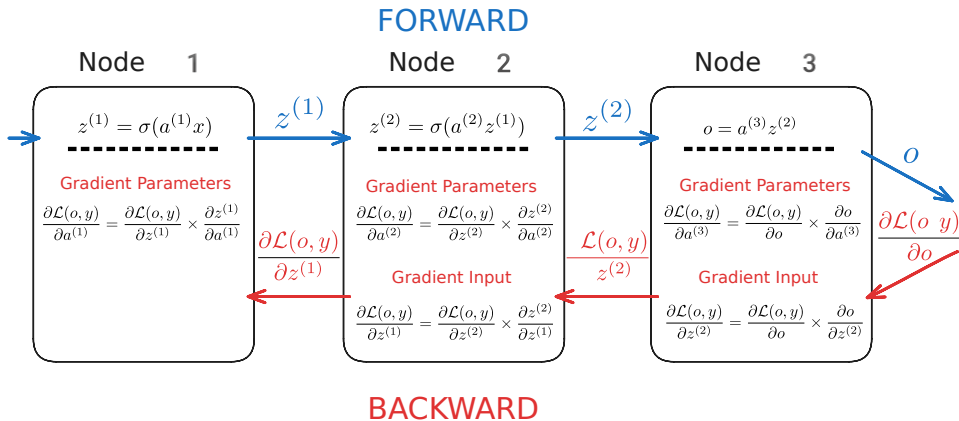 FORWARD
Node 1
Node 2
Node 3
z^{(1)} = σ(a^{(1)}x)
z^{(1)}
z^{(2)} = σ(a^{(2)}z^{(1)})
z^{(2)}
o = a^{(3)}z^{(2)}
o
Gradient Parameters
∂ℒ(o, y)/∂a^{(1)} = ∂ℒ(o, y)/∂z^{(1)} × ∂z^{(1)}/∂a^{(1)}
∂ℒ(o, y)/∂z^{(1)}
Gradient Parameters
∂ℒ(o, y)/∂a^{(2)} = ∂ℒ(o, y)/∂z^{(2)} × ∂z^{(2)}/∂a^{(2)}
Gradient Input
∂ℒ(o, y)/∂z^{(1)} = ∂ℒ(o, y)/∂z^{(2)} × ∂z^{(2)}/∂z^{(1)}
ℒ(o, y)/z^{(2)}
Gradient Parameters
∂ℒ(o, y)/∂a^{(3)} = ∂ℒ(o, y)/∂o × ∂o/∂a^{(3)}
Gradient Input
∂ℒ(o, y)/∂z^{(2)} = ∂ℒ(o, y)/∂o × ∂o/∂z^{(2)}
∂ℒ(o y)/∂o
BACKWARD